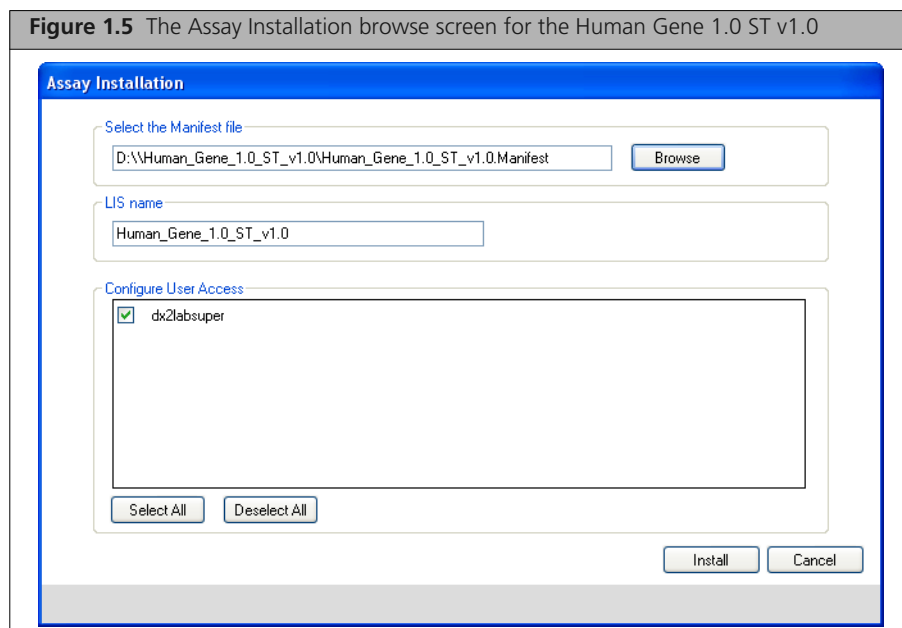 Figure 1.5 The Assay Installation browse screen for the Human Gene 1.0 ST v1.0
Assay Installation
Select the Manifest file
D:\\Human_Gene_1.0_ST_v1.0\Human_Gene_1.0_ST_v1.0.Manifest Browse
LIS name
Human_Gene_1.0_ST_v1.0
Configure User Access
dx2labsuper
Select All Deselect All
Install Cancel